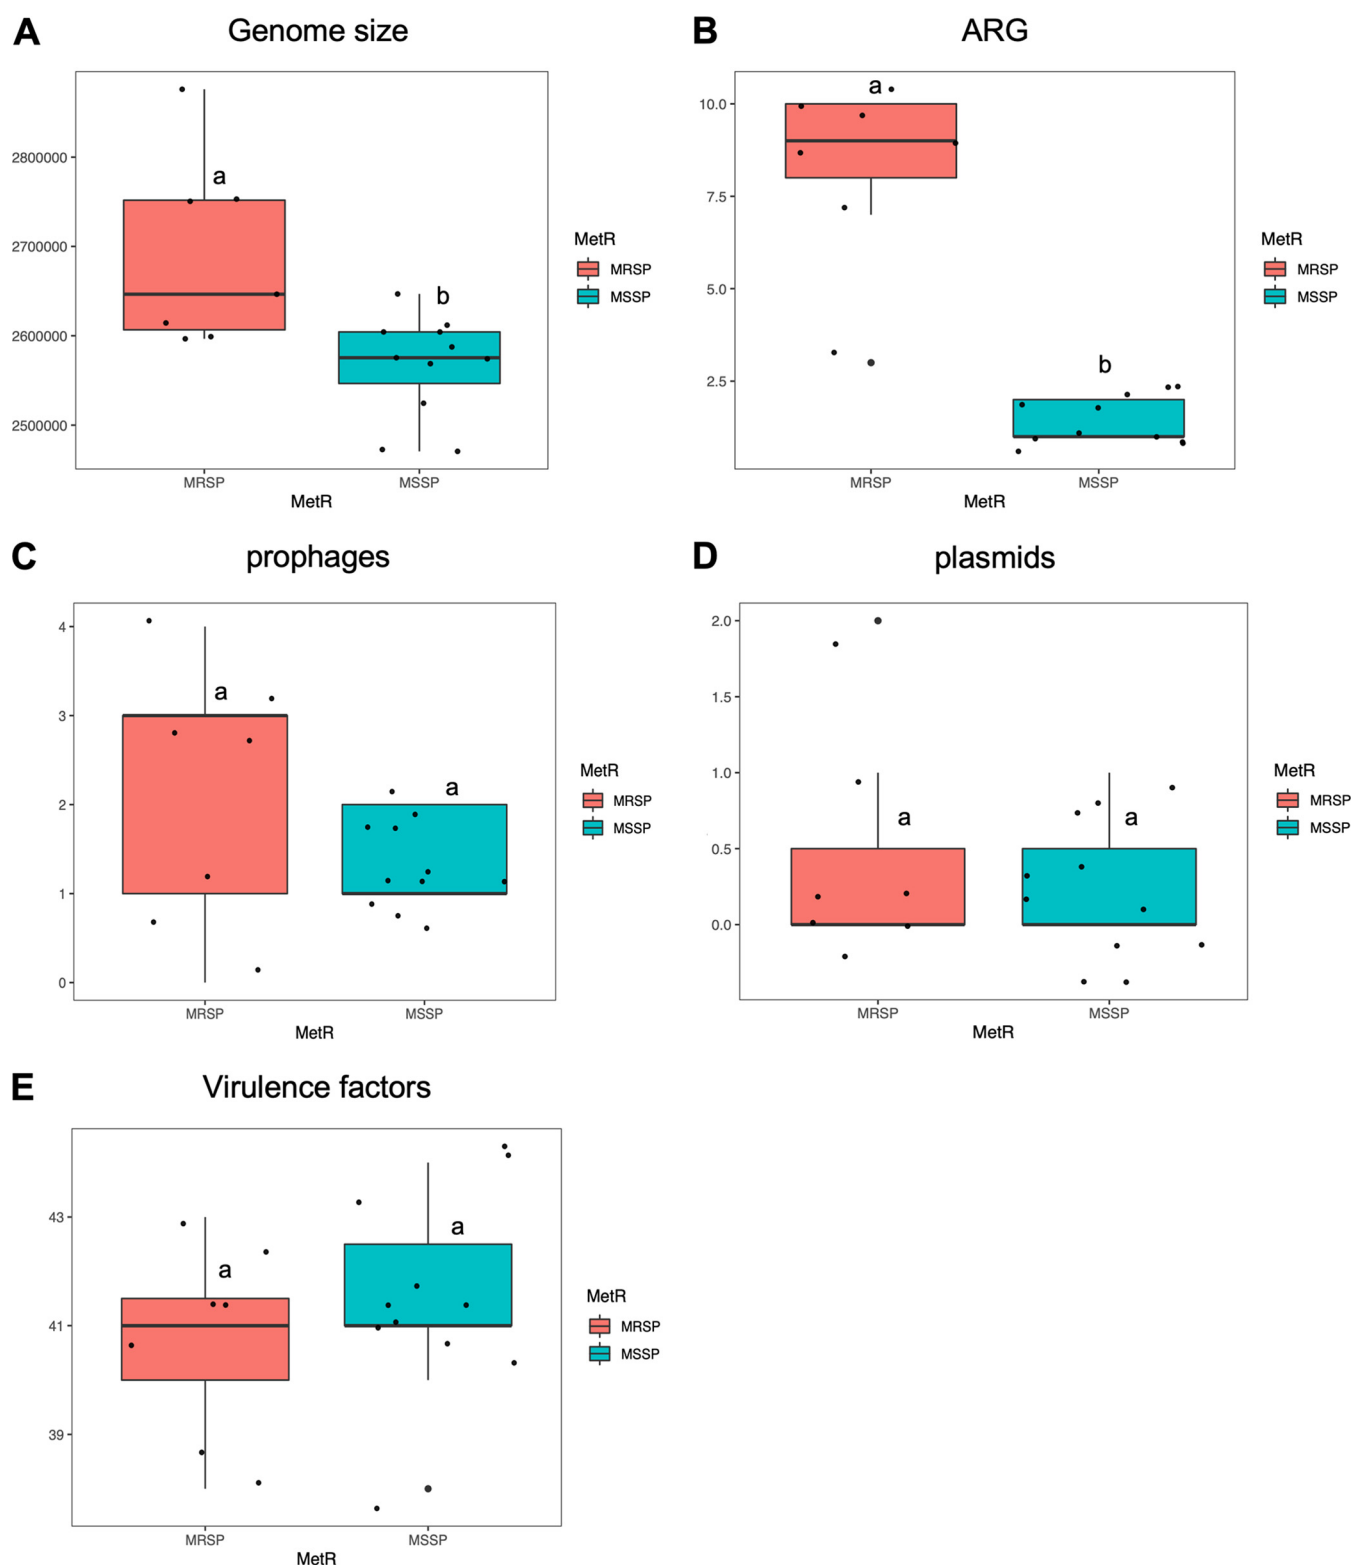 A
Genome size
2800000
2700000
2600000
2500000
a
b
MRSP
MSSP
MetR
MetR
MRSP
MSSP
B
ARG
10.0
7.5
5.0
2.5
a
b
MRSP
MSSP
MetR
MetR
MRSP
MSSP
C
prophages
4
3
2
1
0
a
a
MRSP
MSSP
MetR
MetR
MRSP
MSSP
D
plasmids
2.0
1.5
1.0
0.5
0.0
a
a
MRSP
MSSP
MetR
MetR
MRSP
MSSP
E
Virulence factors
43
41
39
a
a
MRSP
MSSP
MetR
MetR
MRSP
MSSP